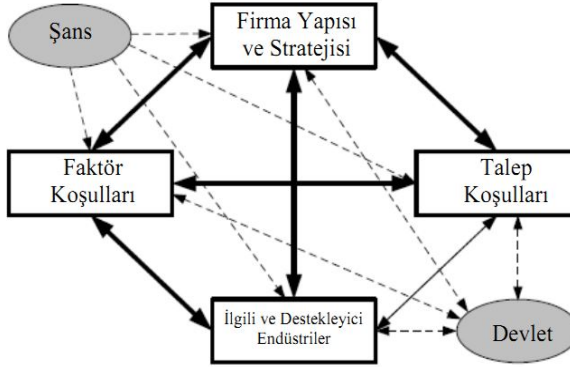 Şans
Firma Yapısı
ve Stratejisi
Faktör
Koşulları
Talep
Koşulları
İlgili ve Destekleyici
Endüstriler
Devlet